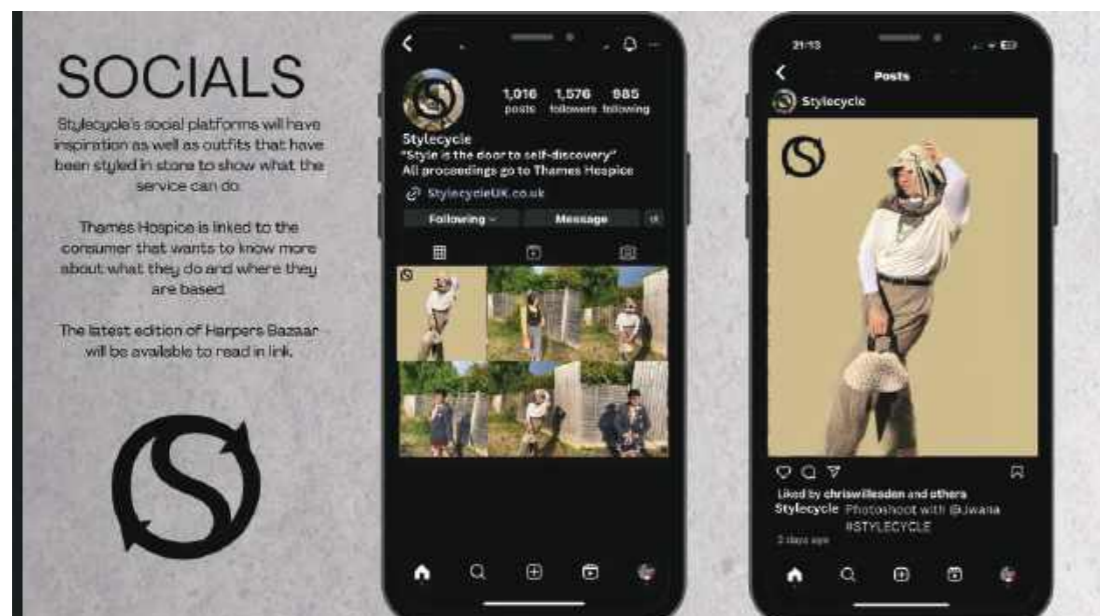 SOCIALS
Stylecycle's social platforms will have
inspiration as well as outfits that have
been styled in store to show what the
service can do.
Thames Hospice is linked to the
consumer that wants to know more
about what they do and where they
are based.
The latest edition of Harpers Bazaar
will be available to read in link.
1,016 1,576 985
posts followers following
Stylecycle
"Style is the door to self-discovery"
All proceedings go to Thames Hospice
StylecycleUK.co.uk
Following Message
21:13
Posts
Stylecycle
Liked by chriswillesden and others
Stylecycle Photoshoot with @Jwana
#STYLECYCLE
2 days ago